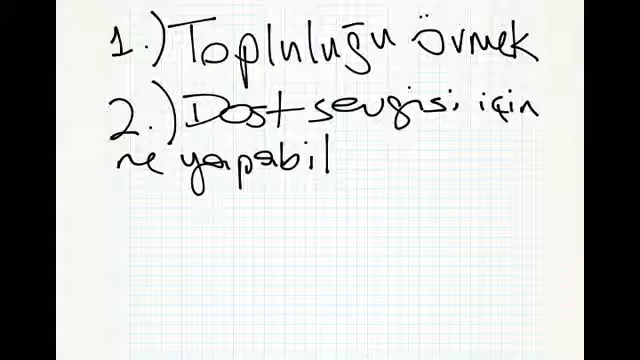 1.) Topluluğu övmek
2.) Dost sevgisi için
ne yapabil